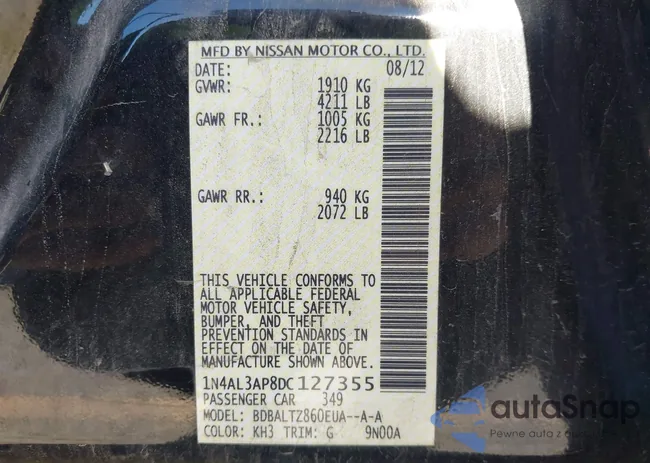 MFD BY NISSAN MOTOR CO., LTD.
DATE: 08/12
GVWR: 1910 KG
4211 LB
GAWR FR.: 1005 KG
2216 LB
GAWR RR.: 940 KG
2072 LB
THIS VEHICLE CONFORMS TO
ALL APPLICABLE FEDERAL
MOTOR VEHICLE SAFETY,
BUMPER, AND THEFT
PREVENTION STANDARDS IN
EFFECT ON THE DATE OF
MANUFACTURE SHOWN ABOVE.
1N4AL3AP8DC127355
PASSENGER CAR 349
MODEL: BDBALTZ860EUA--A-A
COLOR: KH3 TRIM: G 9N00A
autoSnap
Pewne auta z